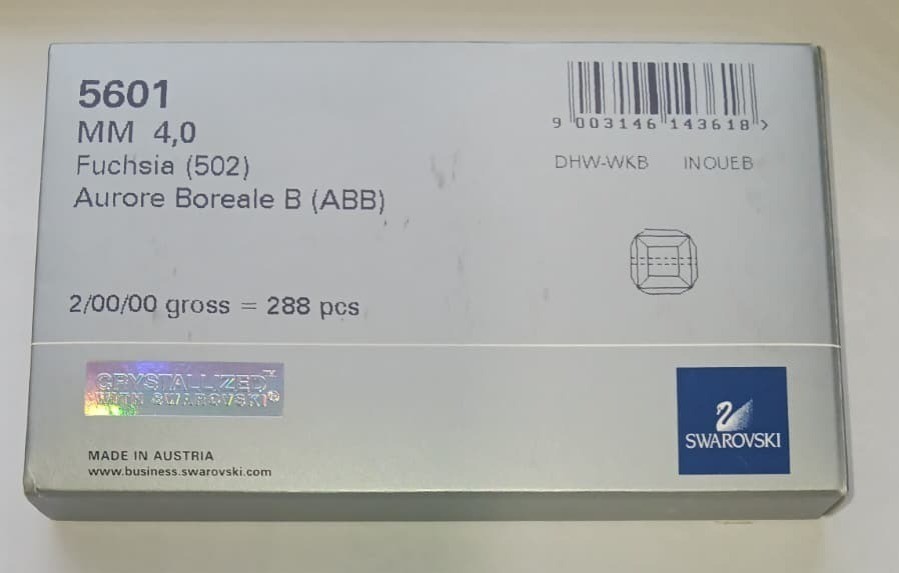 5601
MM 4,0
Fuchsia (502)
Aurore Boreale B (ABB)
9 003146 143618 >
DHW-WKB INOUEB
2/00/00 gross = 288 pcs
CRYSTALLIZED™
WITH SWAROVSKI®
MADE IN AUSTRIA
www.business.swarovski.com
SWAROVSKI